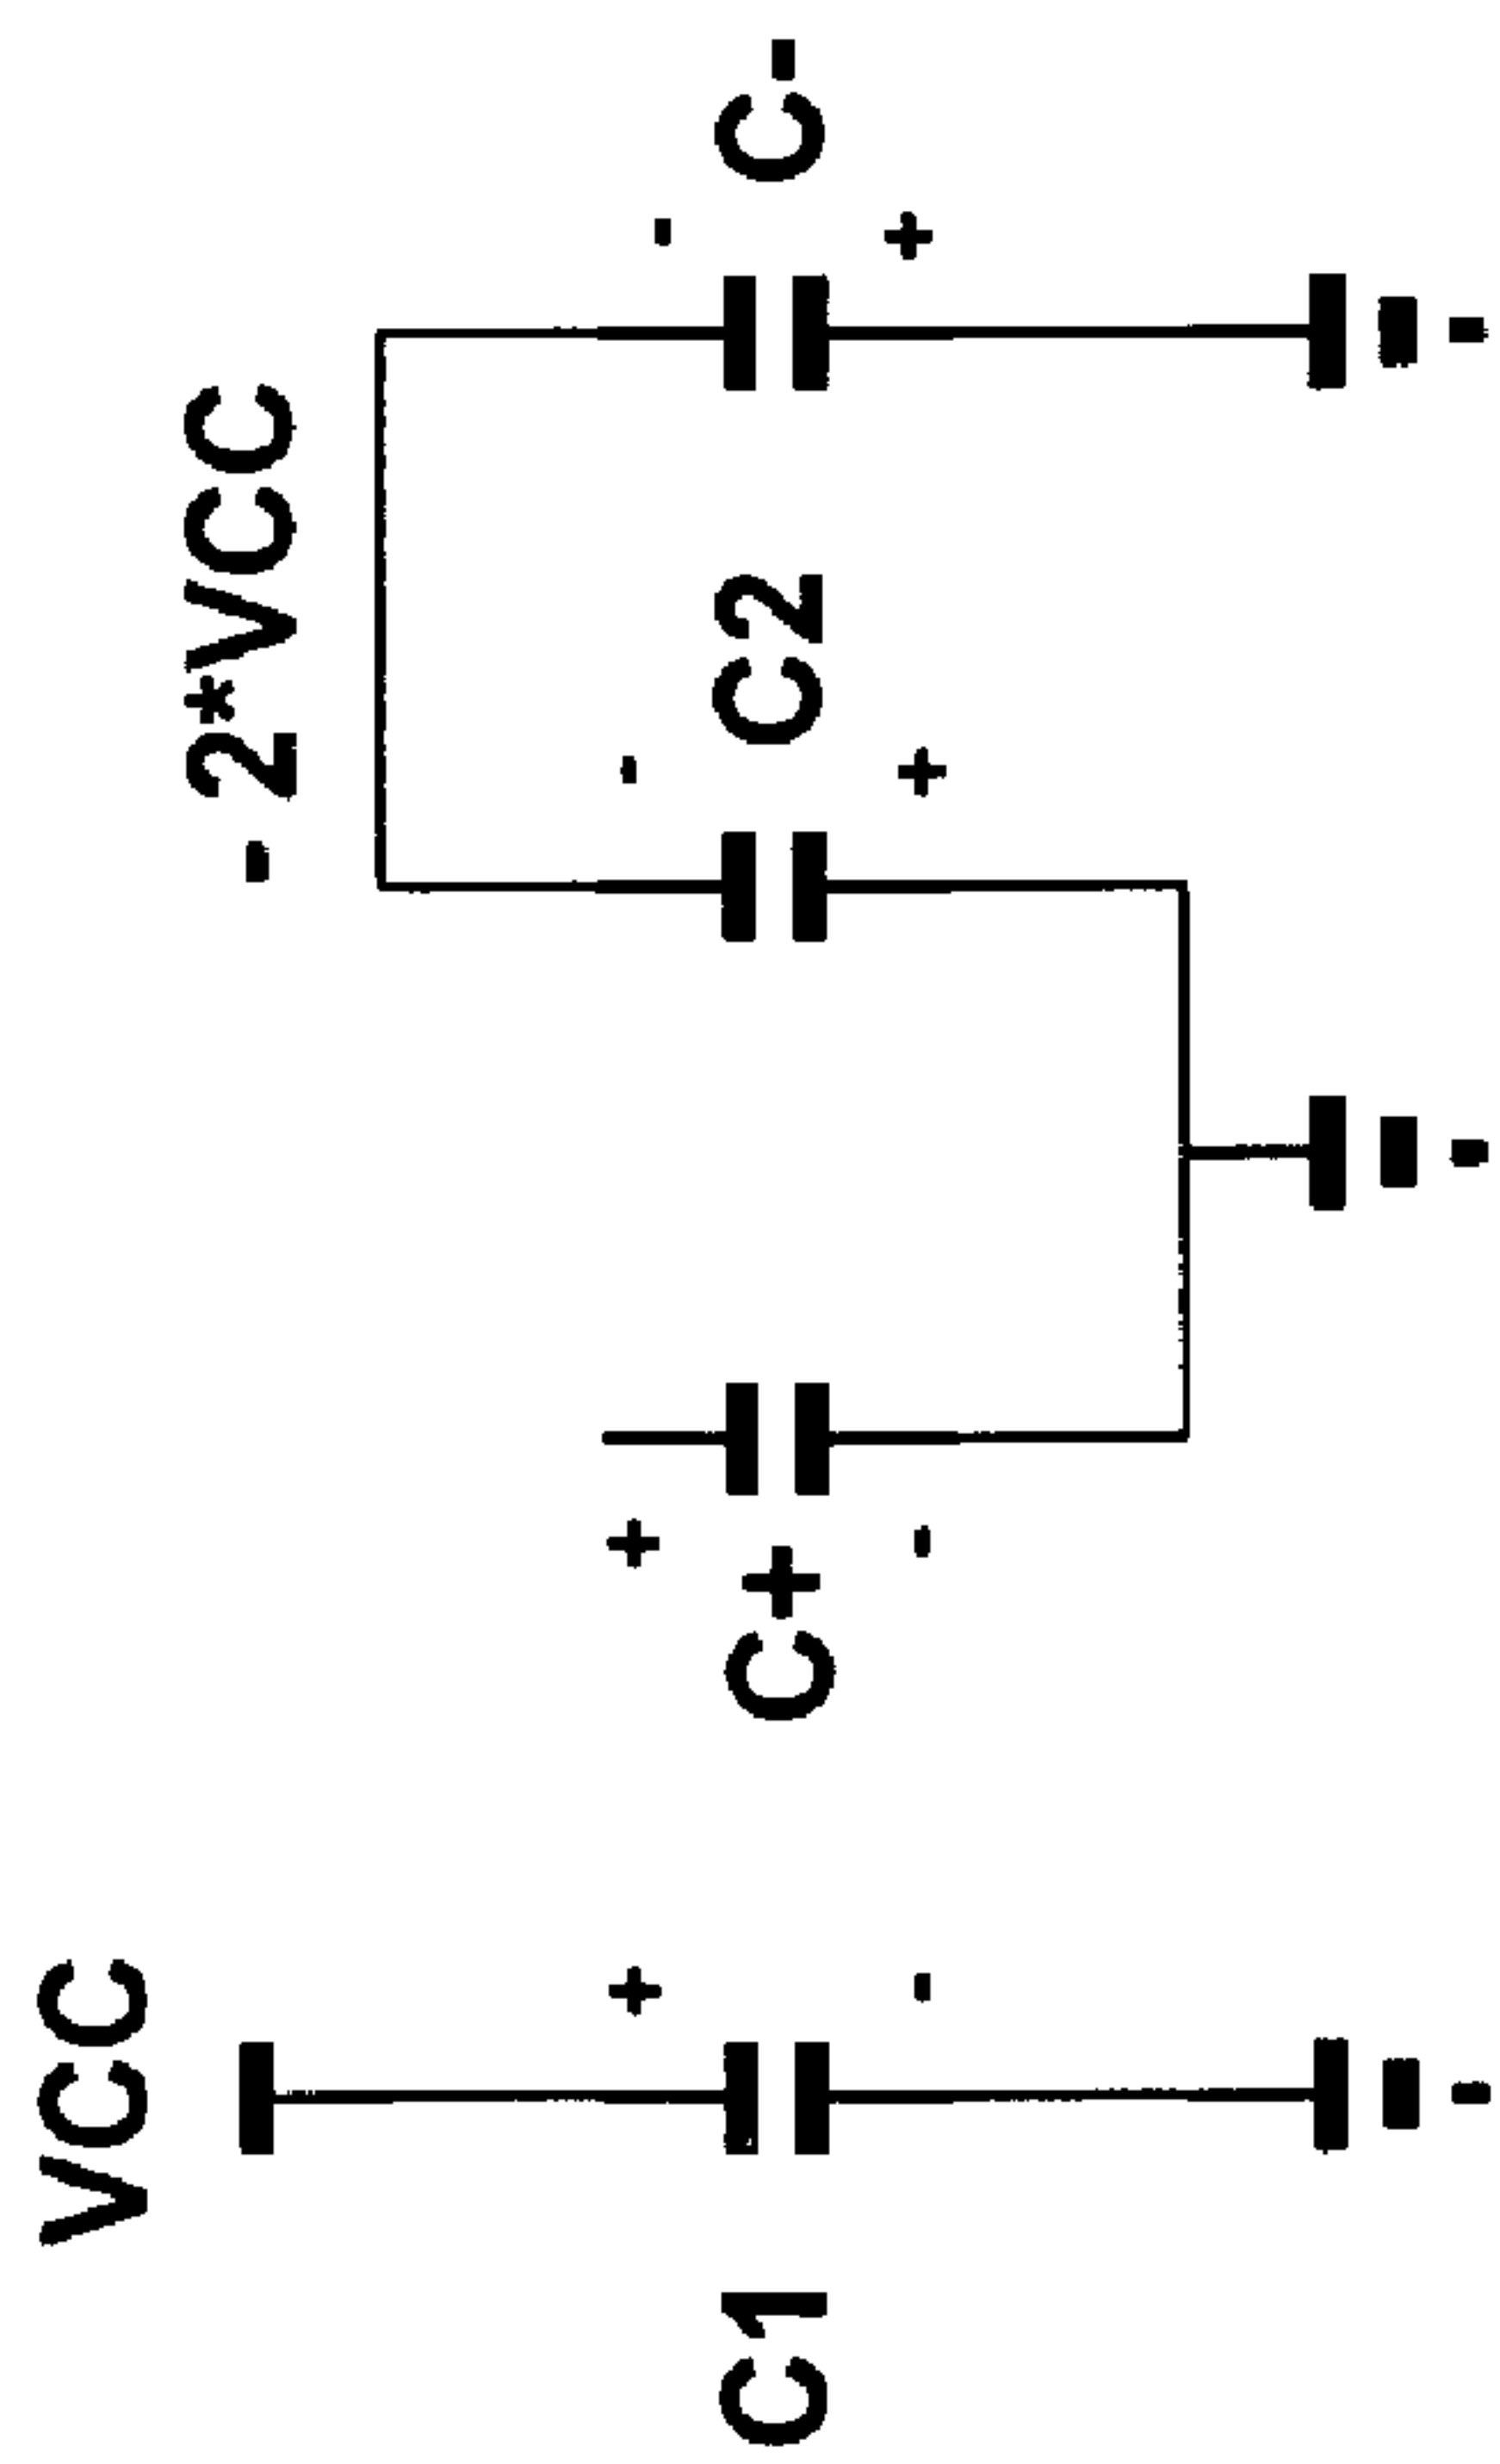 VCC
- 2*VCC
+
+
-
-
C1
C+
C2
C-
-
-
+
+